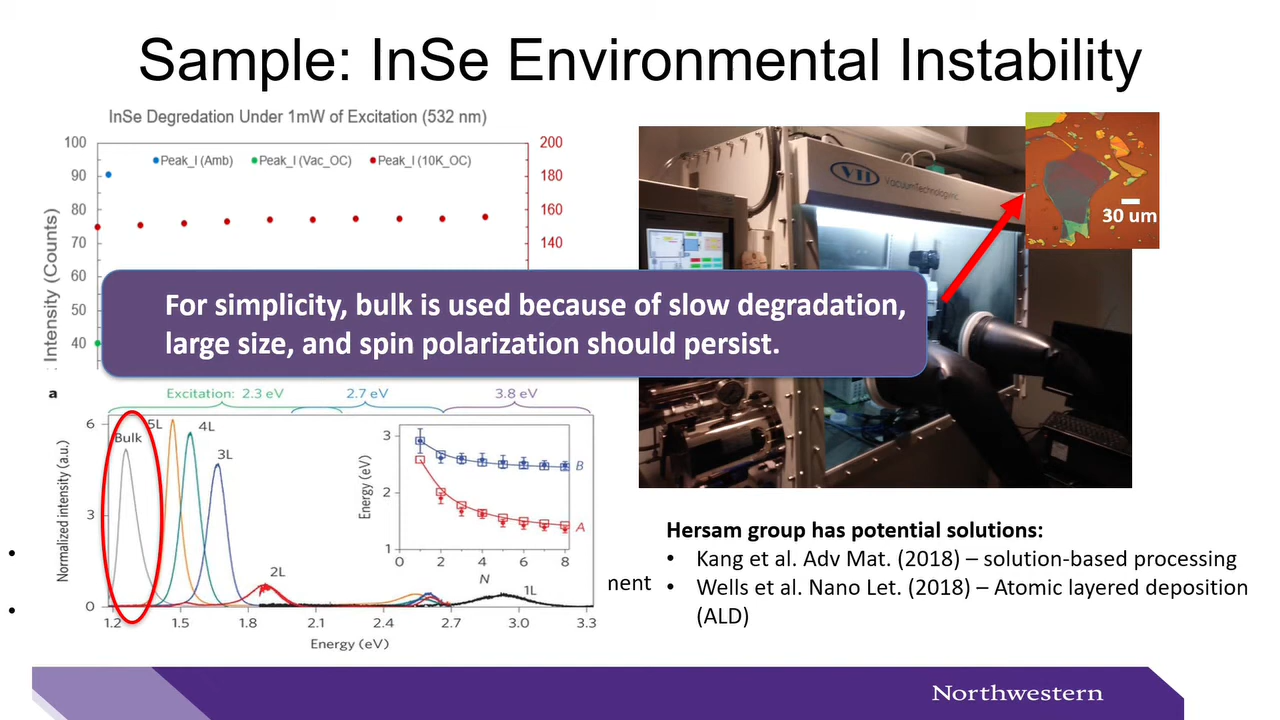 Sample: InSe Environmental Instability
InSe Degredation Under 1mW of Excitation (532 nm)
Peak_I (Amb) Peak_I (Vac_OC) Peak_I (10K_OC)
100
90
80
70
60
50
40
200
180
160
140
Intensity (Counts)
VTI VacuumTechnologyInc.
30 um
For simplicity, bulk is used because of slow degradation,
large size, and spin polarization should persist.
a
Excitation: 2.3 eV 2.7 eV 3.8 eV
Normalized intensity (a.u.)
6
3
0
Bulk 5L 4L 3L 2L 1L
1.2 1.5 1.8 2.1 2.4 2.7 3.0 3.3
Energy (eV)
Energy (eV)
3
2
1
B
A
0 2 4 6 8
N
nent
Hersam group has potential solutions:
• Kang et al. Adv Mat. (2018) – solution-based processing
• Wells et al. Nano Let. (2018) – Atomic layered deposition
(ALD)
Northwestern